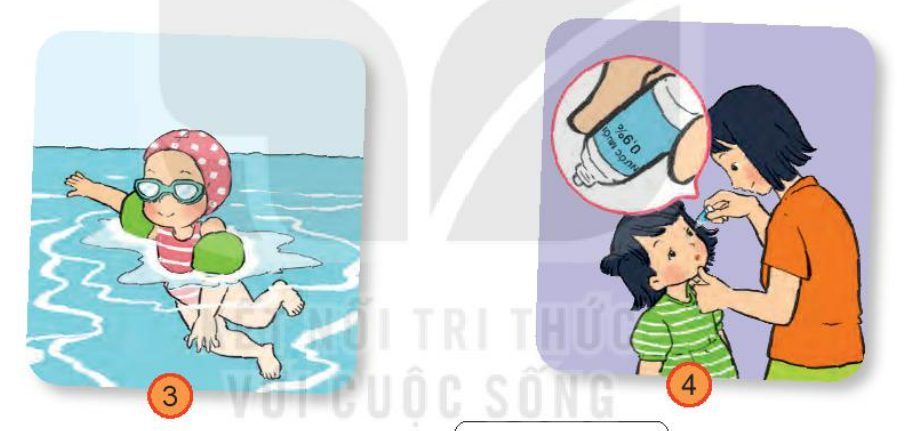 NƯỚC MUỐI
0,9%
KẾT NỐI TRI THỨC
VỚI CUỘC SỐNG
3
4